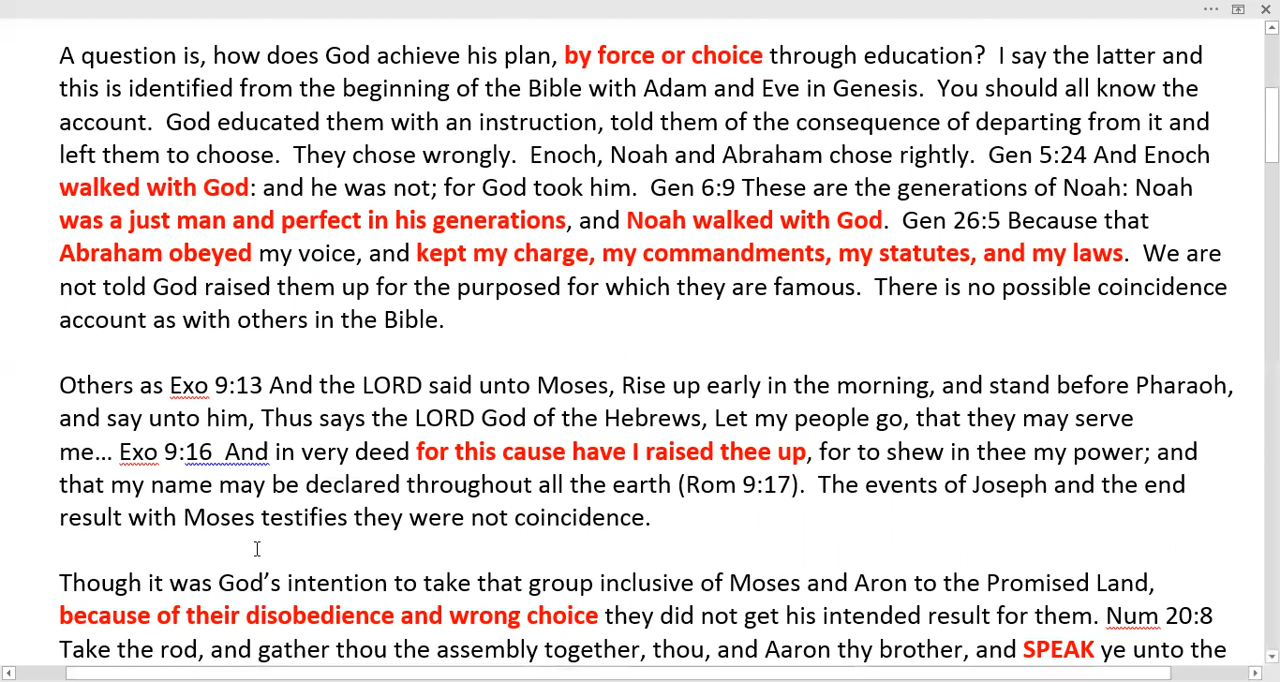 A question is, how does God achieve his plan, by force or choice through education?  I say the latter and
this is identified from the beginning of the Bible with Adam and Eve in Genesis.  You should all know the
account.  God educated them with an instruction, told them of the consequence of departing from it and
left them to choose.  They chose wrongly.  Enoch, Noah and Abraham chose rightly.  Gen 5:24 And Enoch
walked with God: and he was not; for God took him.  Gen 6:9 These are the generations of Noah: Noah
was a just man and perfect in his generations, and Noah walked with God.  Gen 26:5 Because that
Abraham obeyed my voice, and kept my charge, my commandments, my statutes, and my laws.  We are
not told God raised them up for the purposed for which they are famous.  There is no possible coincidence
account as with others in the Bible.
Others as Exo 9:13 And the LORD said unto Moses, Rise up early in the morning, and stand before Pharaoh,
and say unto him, Thus says the LORD God of the Hebrews, Let my people go, that they may serve
me… Exo 9:16  And in very deed for this cause have I raised thee up, for to shew in thee my power; and
that my name may be declared throughout all the earth (Rom 9:17).  The events of Joseph and the end
result with Moses testifies they were not coincidence.
Though it was God’s intention to take that group inclusive of Moses and Aron to the Promised Land,
because of their disobedience and wrong choice they did not get his intended result for them. Num 20:8
Take the rod, and gather thou the assembly together, thou, and Aaron thy brother, and SPEAK ye unto the